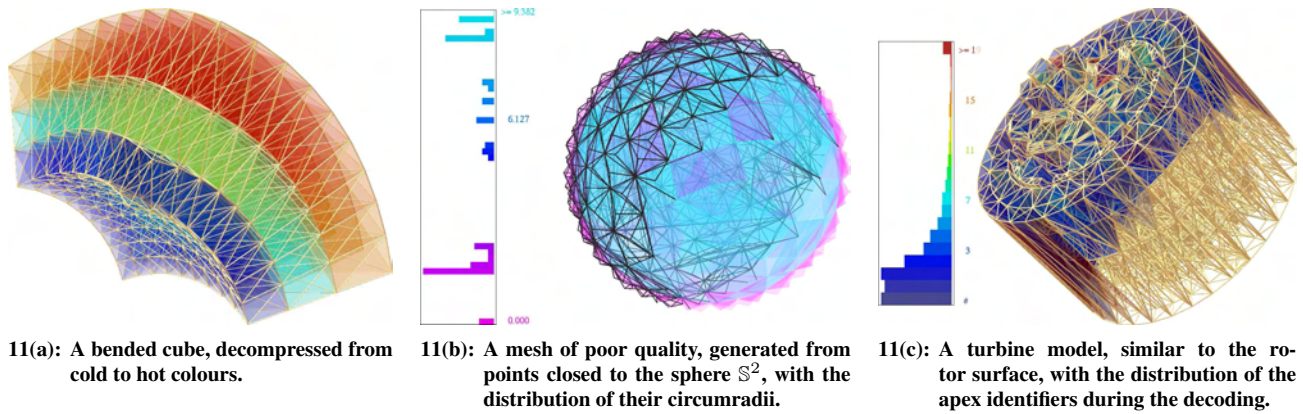 >= 9.382
6.127
0.000
>= 19
15
11
7
3
#
11(a): A bended cube, decompressed from
cold to hot colours.
11(b): A mesh of poor quality, generated from
points closed to the sphere 𝕊², with the
distribution of their circumradii.
11(c): A turbine model, similar to the ro-
tor surface, with the distribution of the
apex identifiers during the decoding.